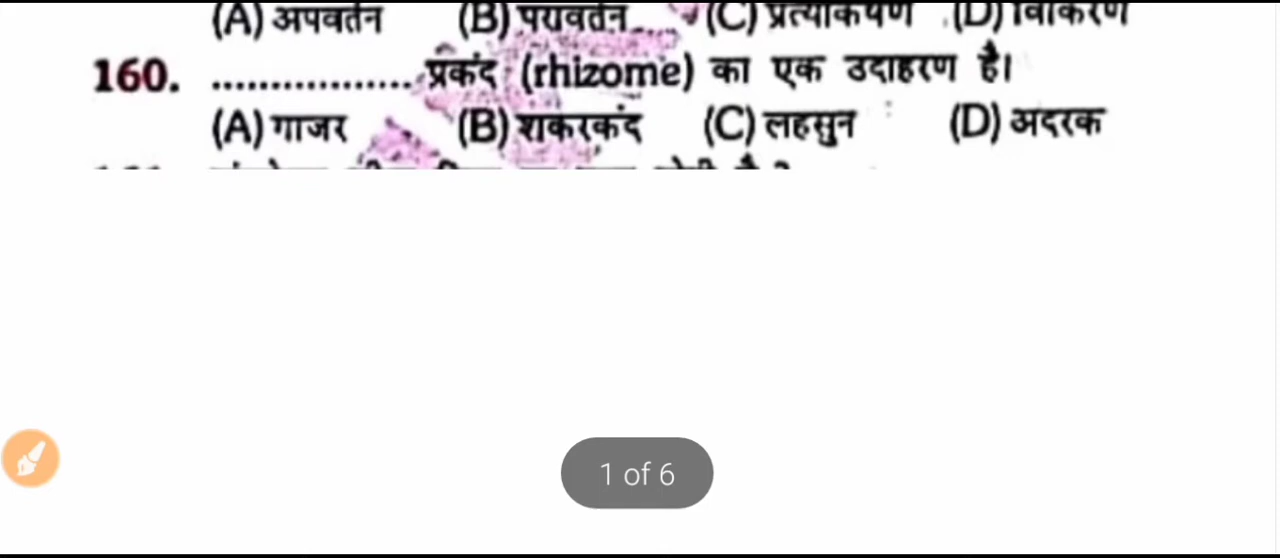 (A) अपवर्तन (B) परावर्तन (C) प्रत्याकर्षण (D) विकिरण
160. ................. प्रकंद (rhizome) का एक उदाहरण है।
(A) गाजर (B) शकरकंद (C) लहसुन (D) अदरक
1 of 6